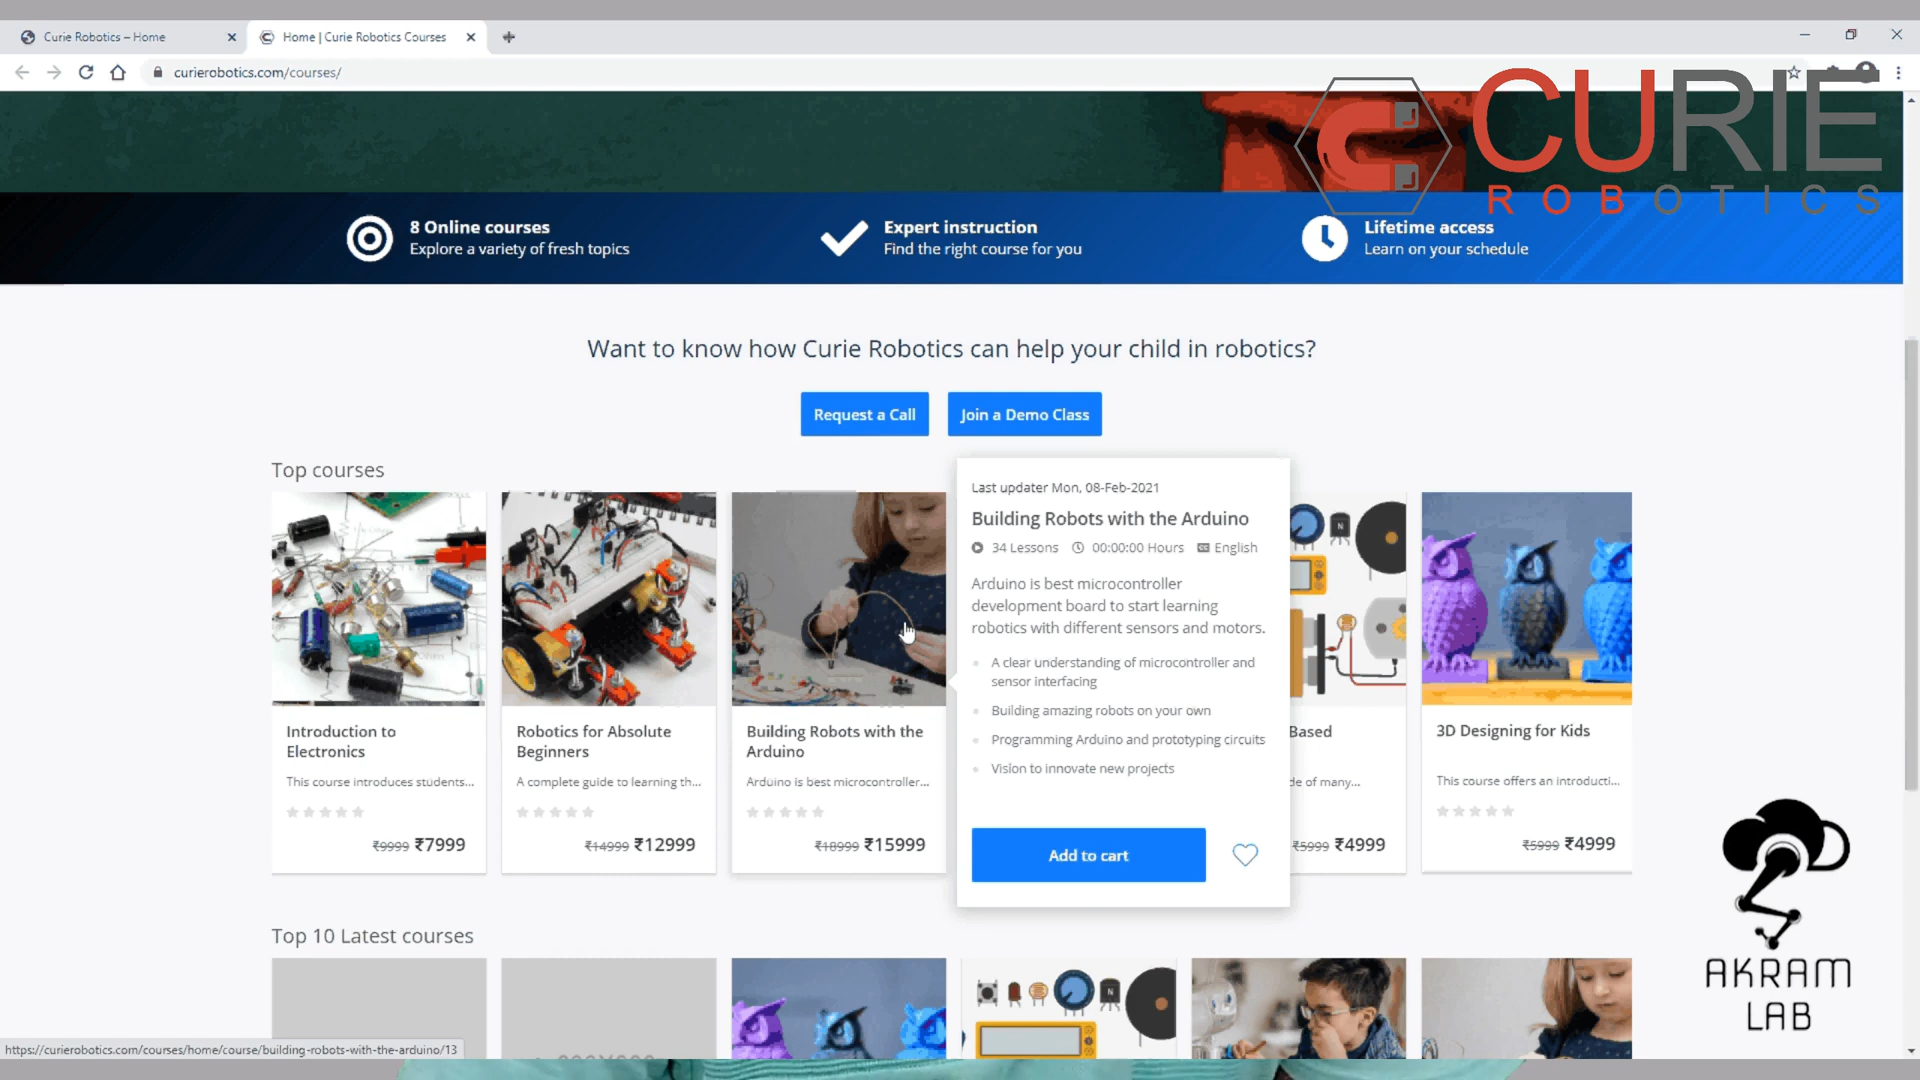 Curie Robotics – Home
Home | Curie Robotics Courses
curierobotics.com/courses/
CURIE
ROBOTICS
8 Online courses
Explore a variety of fresh topics
Expert instruction
Find the right course for you
Lifetime access
Learn on your schedule
Want to know how Curie Robotics can help your child in robotics?
Request a Call
Join a Demo Class
Top courses
Introduction to
Electronics
This course introduces students...
₹9999 ₹7999
Robotics for Absolute
Beginners
A complete guide to learning th...
₹14999 ₹12999
Building Robots with the
Arduino
Arduino is best microcontroller...
₹18999 ₹15999
Last updater Mon, 08-Feb-2021
Building Robots with the Arduino
34 Lessons 00:00:00 Hours English
Arduino is best microcontroller
development board to start learning
robotics with different sensors and motors.
A clear understanding of microcontroller and
sensor interfacing
Building amazing robots on your own
Programming Arduino and prototyping circuits
Vision to innovate new projects
Add to cart
Based
de of many...
₹5999 ₹4999
3D Designing for Kids
This course offers an introducti...
₹5999 ₹4999
Top 10 Latest courses
AKRAM
LAB
https://curierobotics.com/courses/home/course/building-robots-with-the-arduino/13